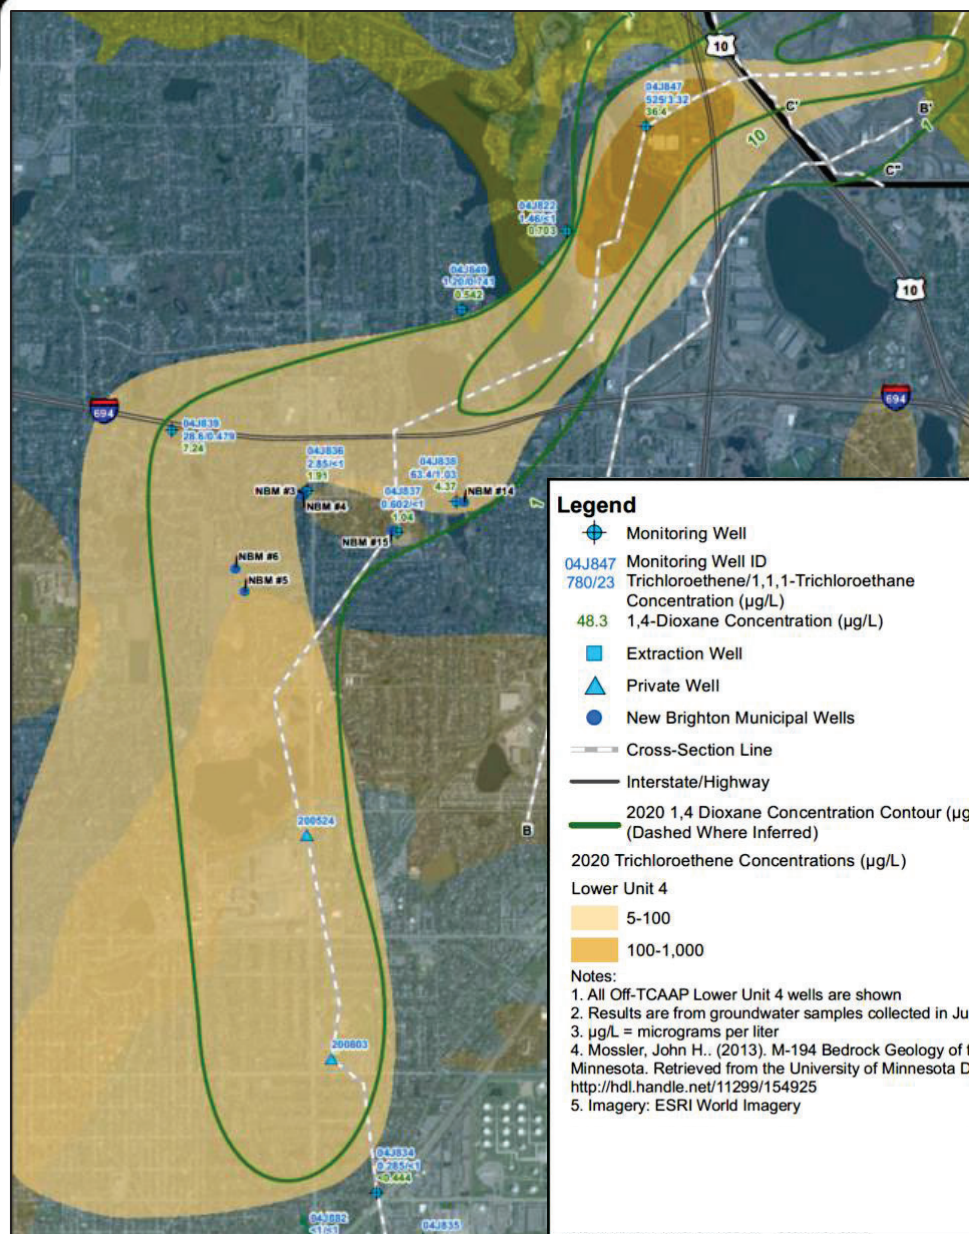 10
04J847
525/3.32
36.4
C'
B'
1
10
C"
04J822
1.46/<1
0.703
04J849
1.20/0.741
0.542
10
694
694
04J839
28.6/0.479
7.24
04J836
2.85/<1
1.91
04J838
63.4/1.03
4.37
NBM #3
NBM #4
04J837
0.602/<1
1.04
NBM #14
NBM #15
1
NBM #6
NBM #5
200524
B
200803
04J834
0.285/<1
<0.444
04J882
<1/<1
04J835
Legend
Monitoring Well
04J847 Monitoring Well ID
780/23 Trichloroethene/1,1,1-Trichloroethane
Concentration (µg/L)
48.3 1,4-Dioxane Concentration (µg/L)
Extraction Well
Private Well
New Brighton Municipal Wells
Cross-Section Line
Interstate/Highway
2020 1,4 Dioxane Concentration Contour (µg
(Dashed Where Inferred)
2020 Trichloroethene Concentrations (µg/L)
Lower Unit 4
5-100
100-1,000
Notes:
1. All Off-TCAAP Lower Unit 4 wells are shown
2. Results are from groundwater samples collected in Ju
3. µg/L = micrograms per liter
4. Mossler, John H.. (2013). M-194 Bedrock Geology of t
Minnesota. Retrieved from the University of Minnesota D
http://hdl.handle.net/11299/154925
5. Imagery: ESRI World Imagery